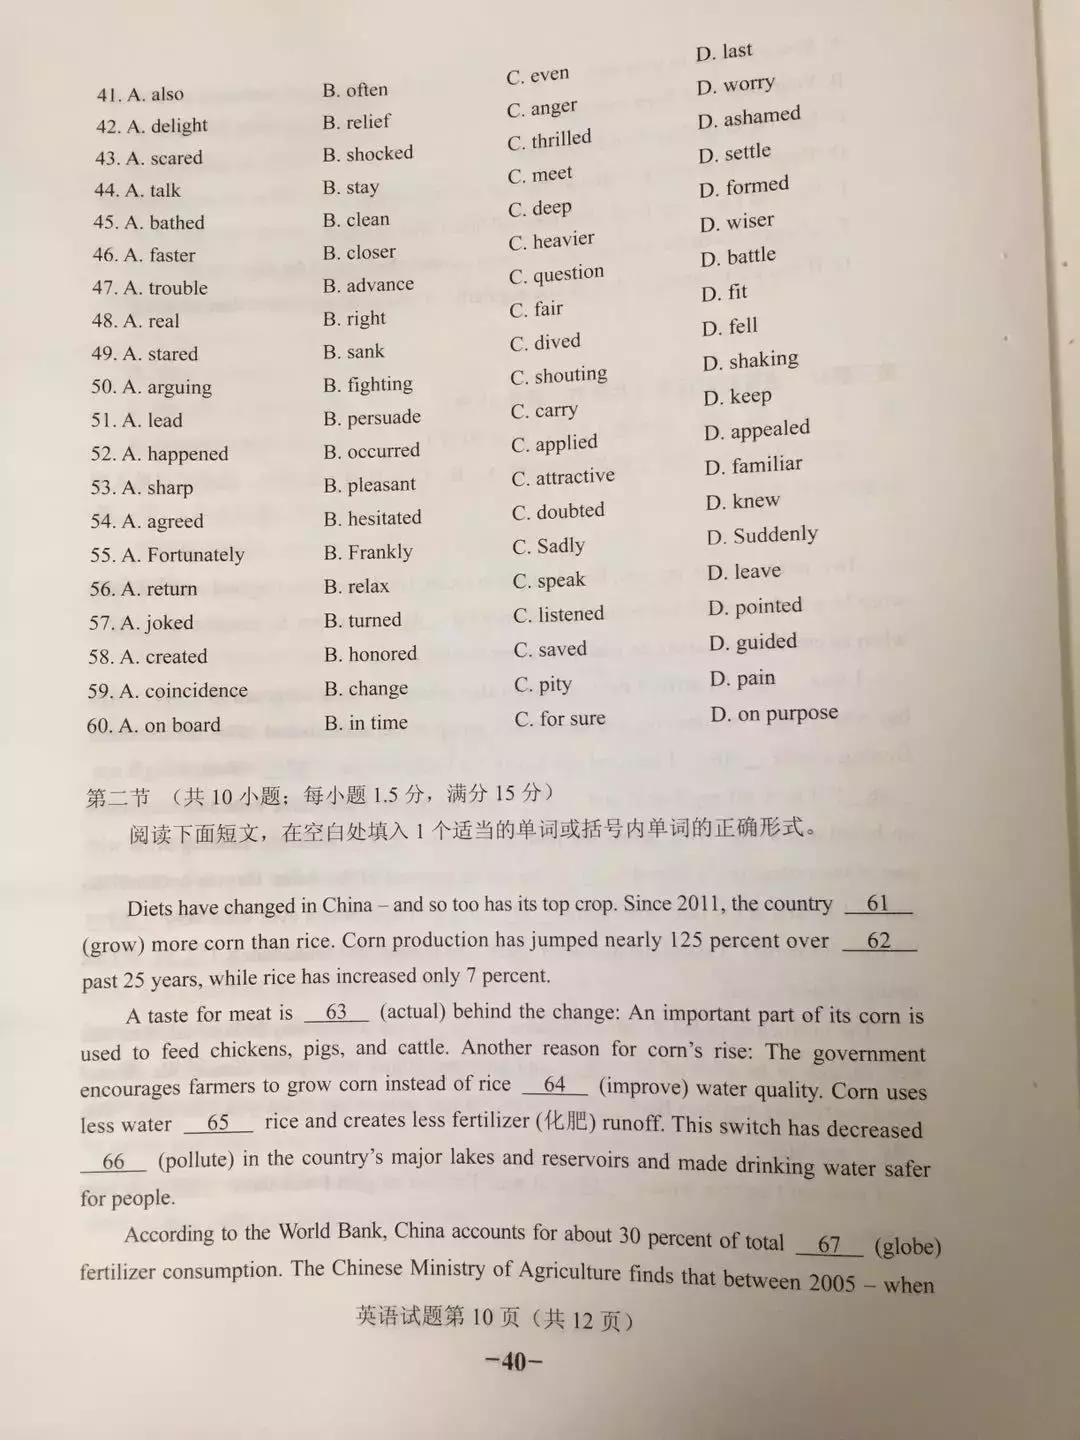 41. A. also B. often C. even D. last
42. A. delight B. relief C. anger D. worry
43. A. scared B. shocked C. thrilled D. ashamed
44. A. talk B. stay C. meet D. settle
45. A. bathed B. clean C. deep D. formed
46. A. faster B. closer C. heavier D. wiser
47. A. trouble B. advance C. question D. battle
48. A. real B. right C. fair D. fit
49. A. stared B. sank C. dived D. fell
50. A. arguing B. fighting C. shouting D. shaking
51. A. lead B. persuade C. carry D. keep
52. A. happened B. occurred C. applied D. appealed
53. A. sharp B. pleasant C. attractive D. familiar
54. A. agreed B. hesitated C. doubted D. knew
55. A. Fortunately B. Frankly C. Sadly D. Suddenly
56. A. return B. relax C. speak D. leave
57. A. joked B. turned C. listened D. pointed
58. A. created B. honored C. saved D. guided
59. A. coincidence B. change C. pity D. pain
60. A. on board B. in time C. for sure D. on purpose
第二节 （共 10 小题；每小题 1.5 分，满分 15 分）
阅读下面短文，在空白处填入 1 个适当的单词或括号内单词的正确形式。
Diets have changed in China – and so too has its top crop. Since 2011, the country __61__
(grow) more corn than rice. Corn production has jumped nearly 125 percent over __62__
past 25 years, while rice has increased only 7 percent.
A taste for meat is __63__ (actual) behind the change: An important part of its corn is
used to feed chickens, pigs, and cattle. Another reason for corn's rise: The government
encourages farmers to grow corn instead of rice __64__ (improve) water quality. Corn uses
less water __65__ rice and creates less fertilizer (化肥) runoff. This switch has decreased
__66__ (pollute) in the country's major lakes and reservoirs and made drinking water safer
for people.
According to the World Bank, China accounts for about 30 percent of total __67__ (globe)
fertilizer consumption. The Chinese Ministry of Agriculture finds that between 2005 – when
英语试题第 10 页（共 12 页）
-40-